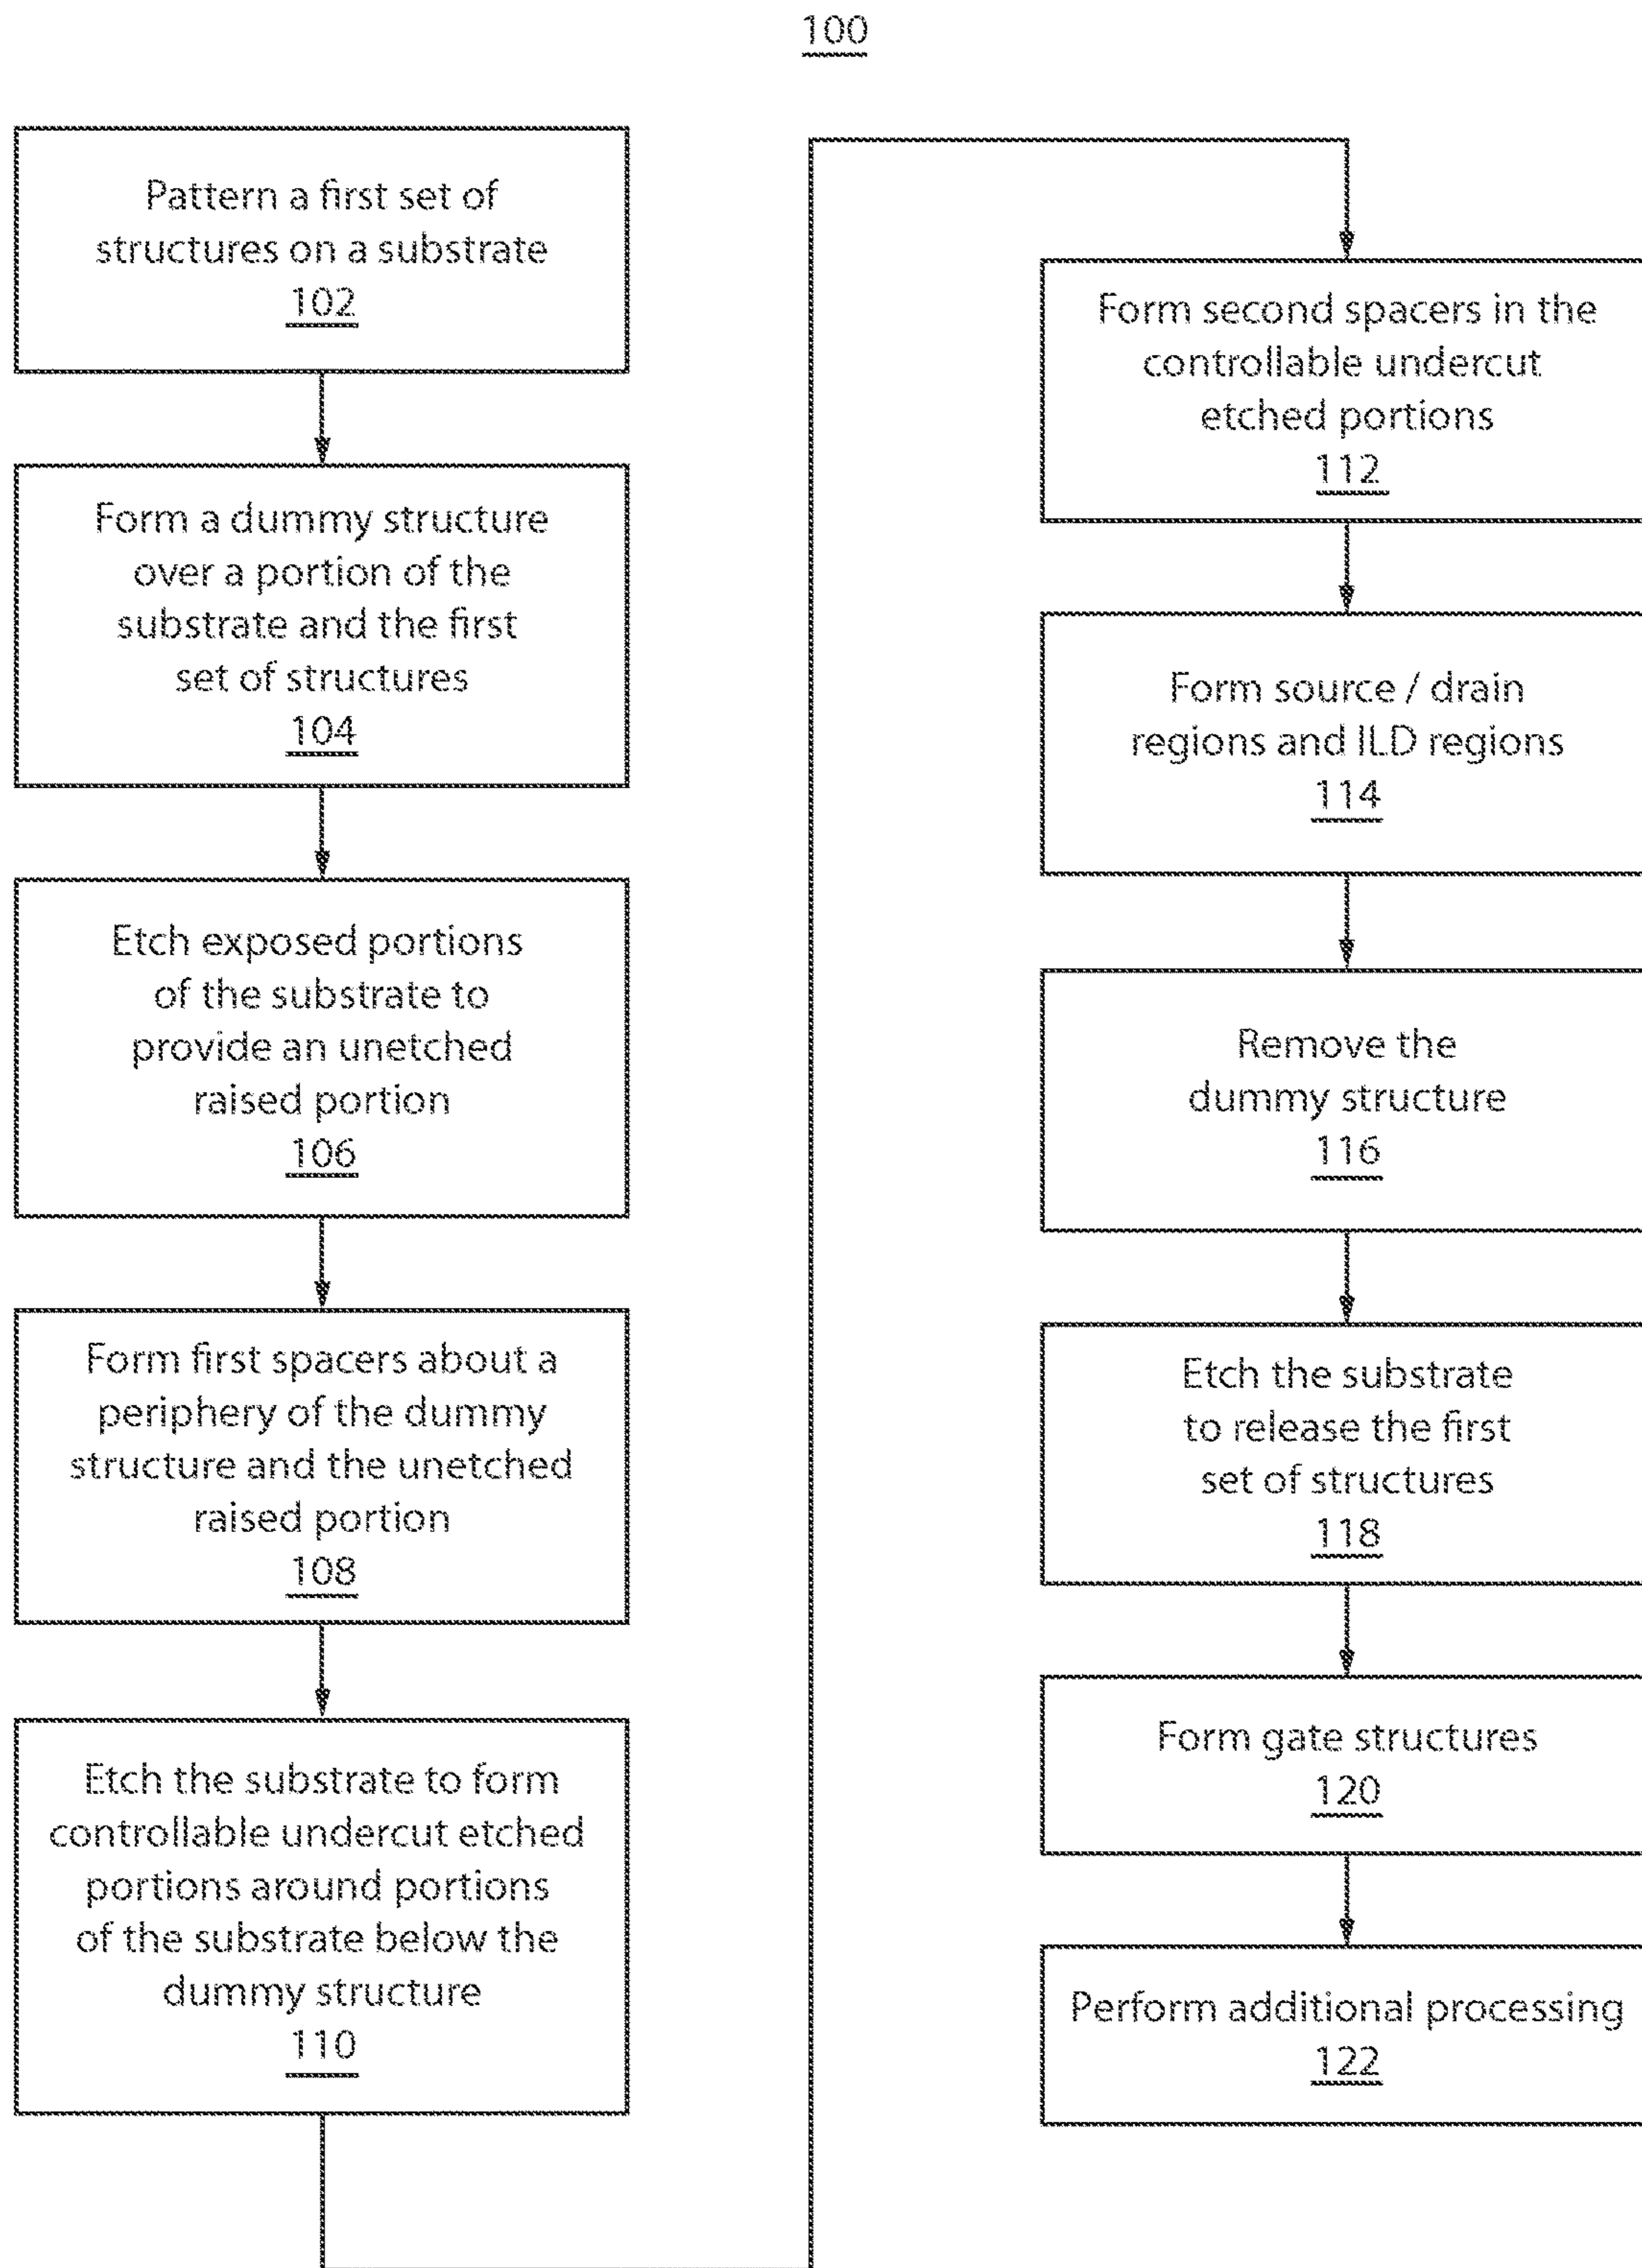 100
Pattern a first set of
structures on a substrate
102
Form a dummy structure
over a portion of the
substrate and the first
set of structures
104
Etch exposed portions
of the substrate to
provide an unetched
raised portion
106
Form first spacers about a
periphery of the dummy
structure and the unetched
raised portion
108
Etch the substrate to form
controllable undercut etched
portions around portions
of the substrate below the
dummy structure
110
Form second spacers in the
controllable undercut
etched portions
112
Form source / drain
regions and ILD regions
114
Remove the
dummy structure
116
Etch the substrate
to release the first
set of structures
118
Form gate structures
120
Perform additional processing
122